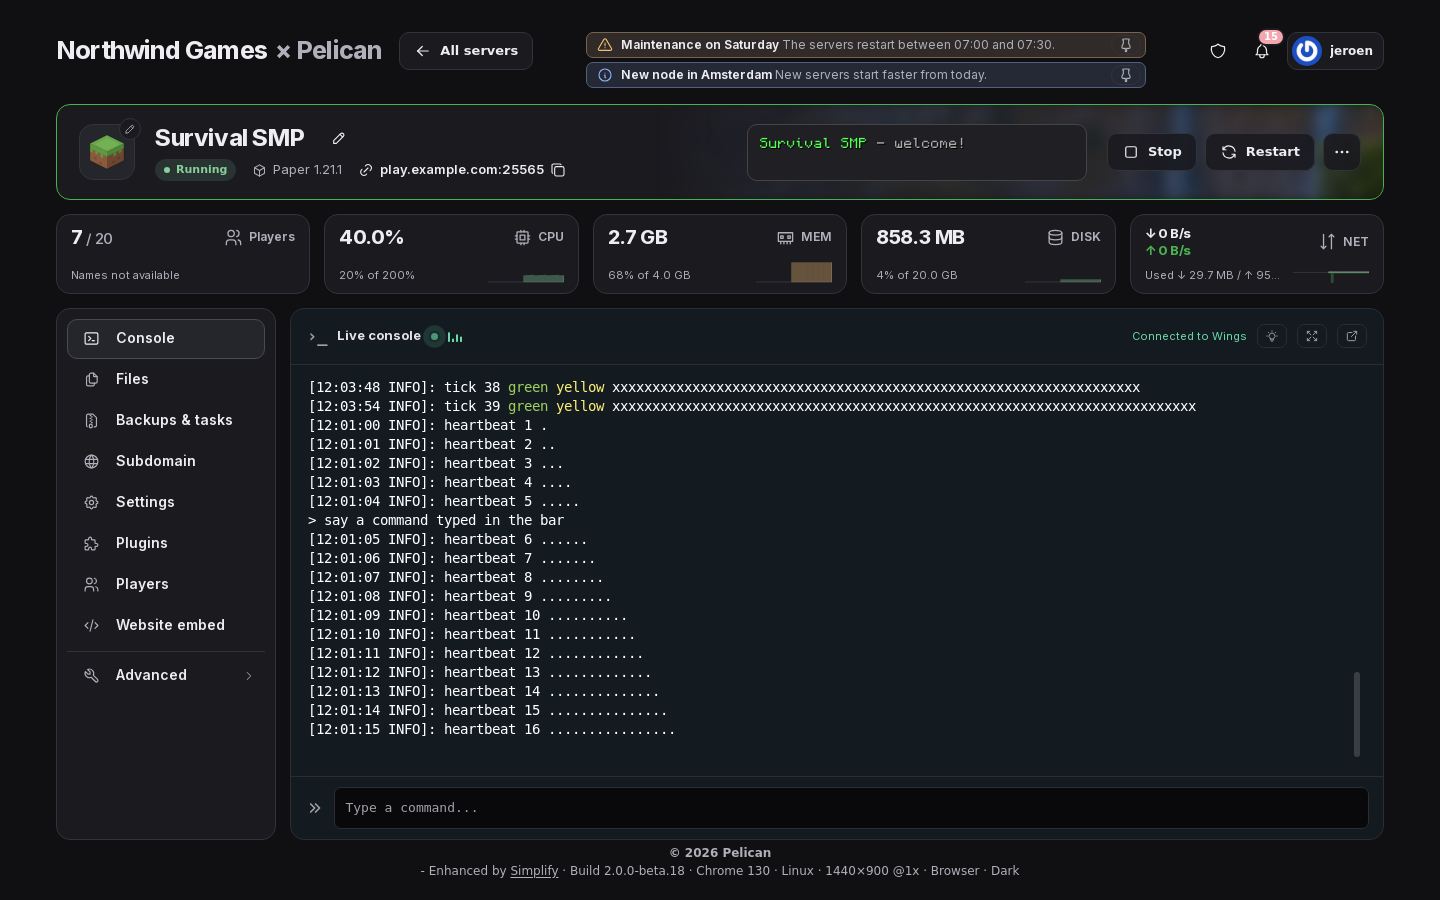 Northwind Games × Pelican
All servers
Maintenance on Saturday The servers restart between 07:00 and 07:30.
New node in Amsterdam New servers start faster from today.
15
jeroen
Survival SMP
Running
Paper 1.21.1
play.example.com:25565
Survival SMP - welcome!
Stop
Restart
7 / 20
Players
Names not available
40.0%
CPU
20% of 200%
2.7 GB
MEM
68% of 4.0 GB
858.3 MB
DISK
4% of 20.0 GB
↓ 0 B/s
↑ 0 B/s
NET
Used ↓ 29.7 MB / ↑ 95...
Console
Files
Backups & tasks
Subdomain
Settings
Plugins
Players
Website embed
Advanced
Live console
Connected to Wings
[12:03:48 INFO]: tick 38 green yellow xxxxxxxxxxxxxxxxxxxxxxxxxxxxxxxxxxxxxxxxxxxxxxxxxxxxxxxxxxxxxxxxxx
[12:03:54 INFO]: tick 39 green yellow xxxxxxxxxxxxxxxxxxxxxxxxxxxxxxxxxxxxxxxxxxxxxxxxxxxxxxxxxxxxxxxxxxxxxxxxx
[12:01:00 INFO]: heartbeat 1 .
[12:01:01 INFO]: heartbeat 2 ..
[12:01:02 INFO]: heartbeat 3 ...
[12:01:03 INFO]: heartbeat 4 ....
[12:01:04 INFO]: heartbeat 5 .....
> say a command typed in the bar
[12:01:05 INFO]: heartbeat 6 ......
[12:01:06 INFO]: heartbeat 7 .......
[12:01:07 INFO]: heartbeat 8 ........
[12:01:08 INFO]: heartbeat 9 .........
[12:01:09 INFO]: heartbeat 10 ..........
[12:01:10 INFO]: heartbeat 11 ...........
[12:01:11 INFO]: heartbeat 12 ............
[12:01:12 INFO]: heartbeat 13 .............
[12:01:13 INFO]: heartbeat 14 ..............
[12:01:14 INFO]: heartbeat 15 ...............
[12:01:15 INFO]: heartbeat 16 ................
Type a command...
© 2026 Pelican
- Enhanced by Simplify · Build 2.0.0-beta.18 · Chrome 130 · Linux · 1440×900 @1x · Browser · Dark